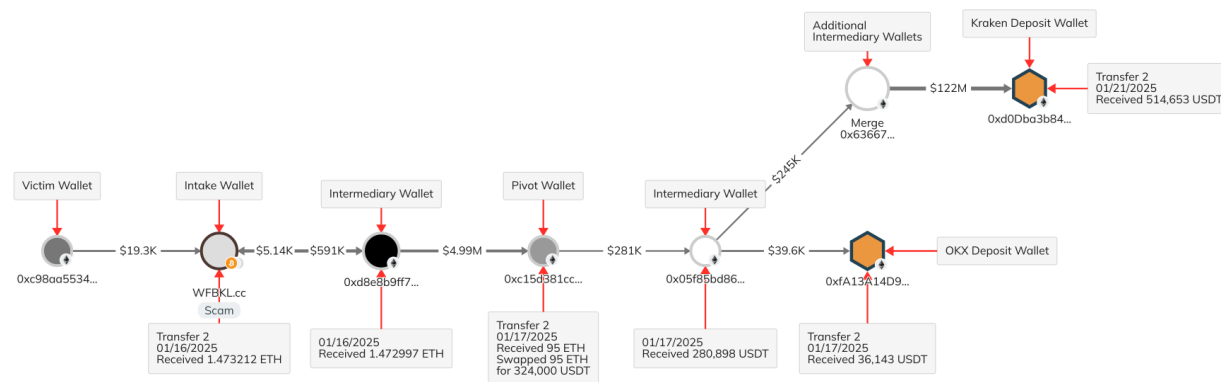 Additional
Intermediary Wallets
Kraken Deposit Wallet
$122M
Transfer 2
01/21/2025
Received 514,653 USDT
Merge
0x63667...
0xd0Dba3b84...
$245K
Victim Wallet
Intake Wallet
Intermediary Wallet
Pivot Wallet
Intermediary Wallet
$19.3K
$5.14K
$591K
$4.99M
$281K
$39.6K
OKX Deposit Wallet
0xc98aa5534...
WFBKL.cc
Scam
0xd8e8b9ff7...
0xc15d381cc...
0x05f85bd86...
0xfA13A14D9...
Transfer 2
01/16/2025
Received 1.473212 ETH
01/16/2025
Received 1.472997 ETH
Transfer 2
01/17/2025
Received 95 ETH
Swapped 95 ETH
for 324,000 USDT
01/17/2025
Received 280,898 USDT
Transfer 2
01/17/2025
Received 36,143 USDT